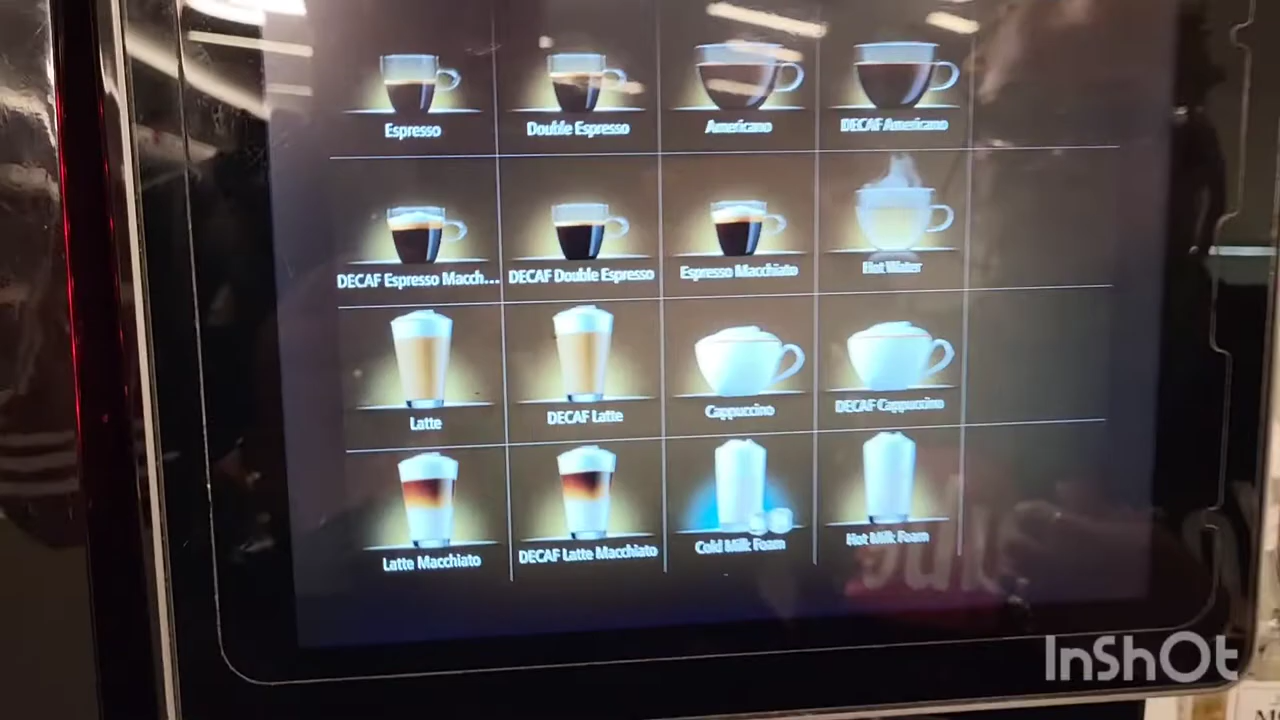 Espresso
Double Espresso
Americano
DECAF Americano
DECAF Espresso Macch...
DECAF Double Espresso
Espresso Macchiato
Hot Water
Latte
DECAF Latte
Cappuccino
DECAF Cappuccino
Latte Macchiato
DECAF Latte Macchiato
Cold Milk Foam
Hot Milk Foam
InShOt